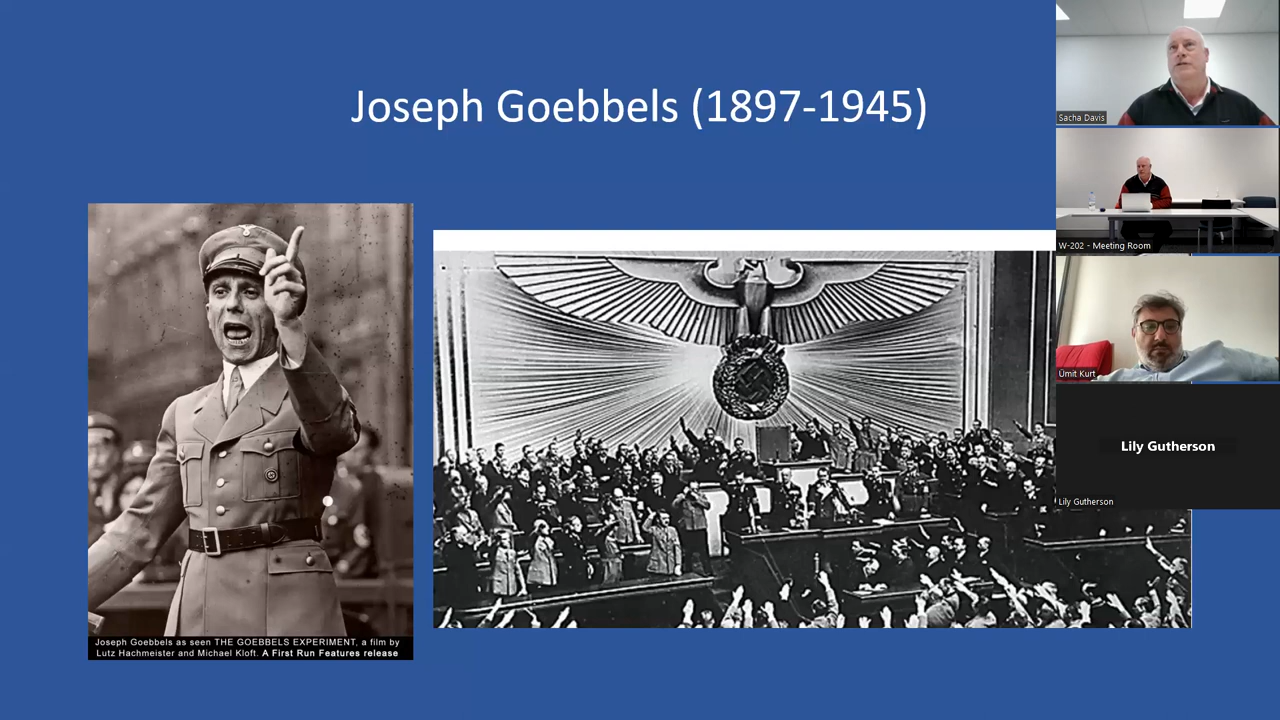 Joseph Goebbels (1897-1945)
Joseph Goebbels as seen THE GOEBBELS EXPERIMENT, a film by
Lutz Hachmeister and Michael Kloft. A First Run Features release
Sacha Davis
W-202 - Meeting Room
Ümit Kurt
Lily Gutherson
Lily Gutherson